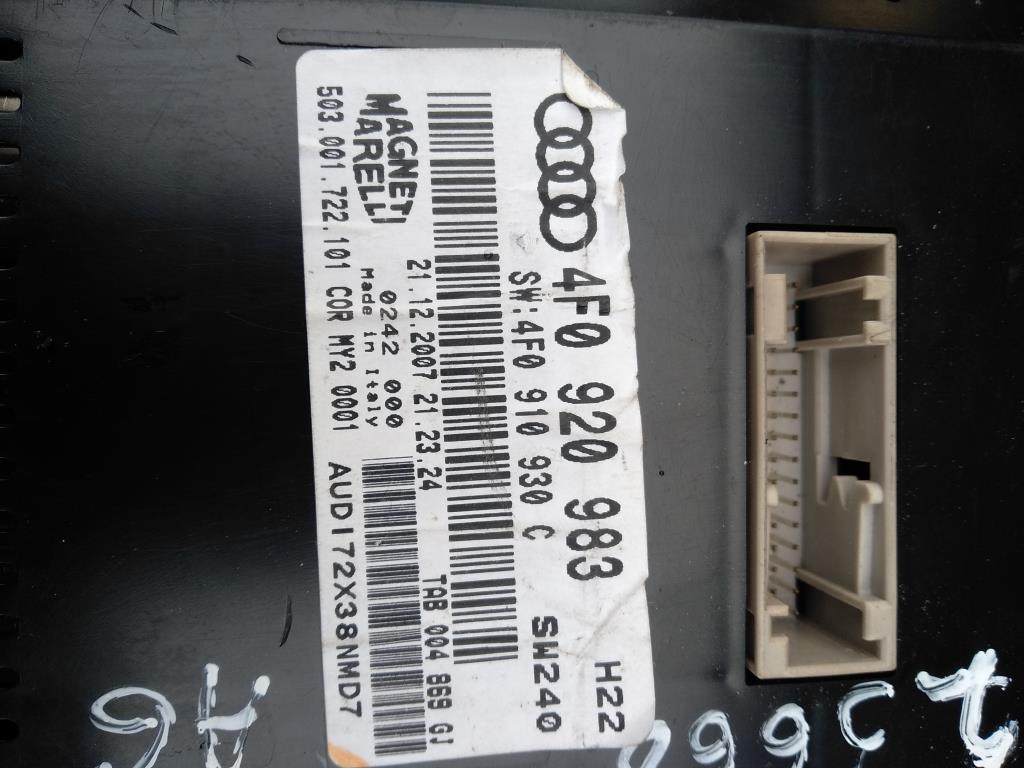 4F0 920 983 H22
SW:4F0 910 930 C SW240
MAGNETI
MARELLI
21.12.2007 21.23.24 TAB 004 869 GJ
0242 000
Made in Italy
503.001.722.101 COR MY2 0001 AUDI72X38NMD7